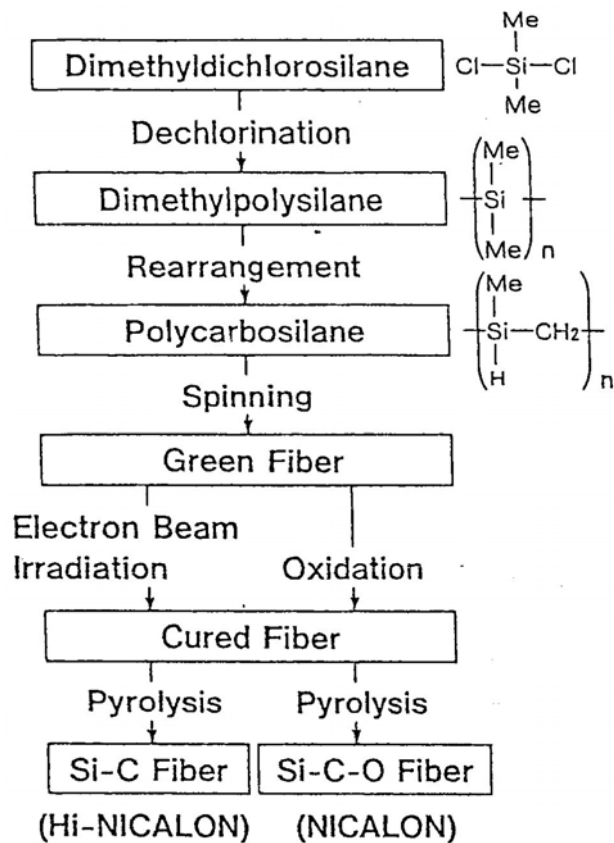 Me
Dimethyldichlorosilane
Cl-Si-Cl
Me
Dechlorination
Me
Dimethylpolysilane
Si
Me
n
Rearrangement
Me
Polycarbosilane
Si-CH2
H
n
Spinning
Green Fiber
Electron Beam
Irradiation
Oxidation
Cured Fiber
Pyrolysis
Pyrolysis
Si-C Fiber
Si-C-O Fiber
(Hi-NICALON)
(NICALON)